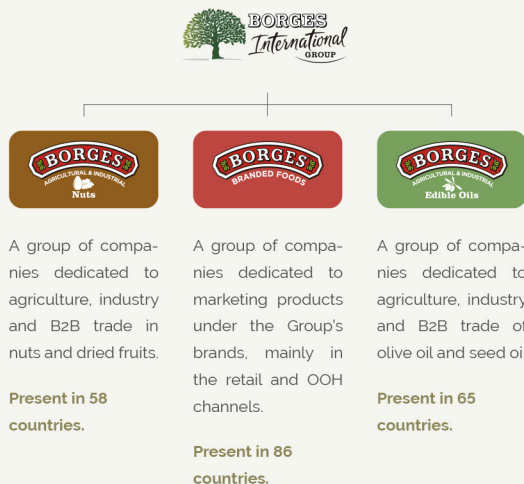 BORGES
International
GROUP
BORGES
AGRICULTURAL & INDUSTRIAL
Nuts
A group of compa-
nies dedicated to
agriculture, industry
and B2B trade in
nuts and dried fruits.
Present in 58
countries.
BORGES
BRANDED FOODS
A group of compa-
nies dedicated to
marketing products
under the Group's
brands, mainly in
the retail and OOH
channels.
Present in 86
countries.
BORGES
AGRICULTURAL & INDUSTRIAL
Edible Oils
A group of compa-
nies dedicated to
agriculture, industry
and B2B trade of
olive oil and seed oil
Present in 65
countries.